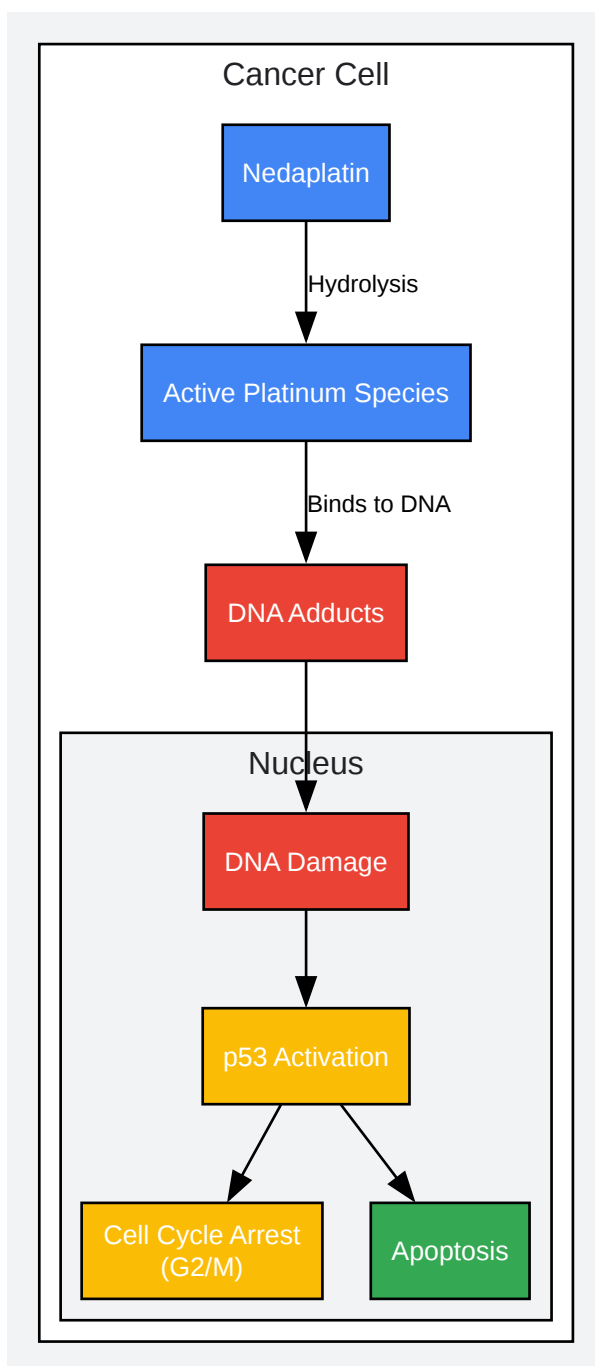 Cancer Cell
Nedaplatin
Hydrolysis
Active Platinum Species
Binds to DNA
DNA Adducts
Nucleus
DNA Damage
p53 Activation
Cell Cycle Arrest
(G2/M)
Apoptosis